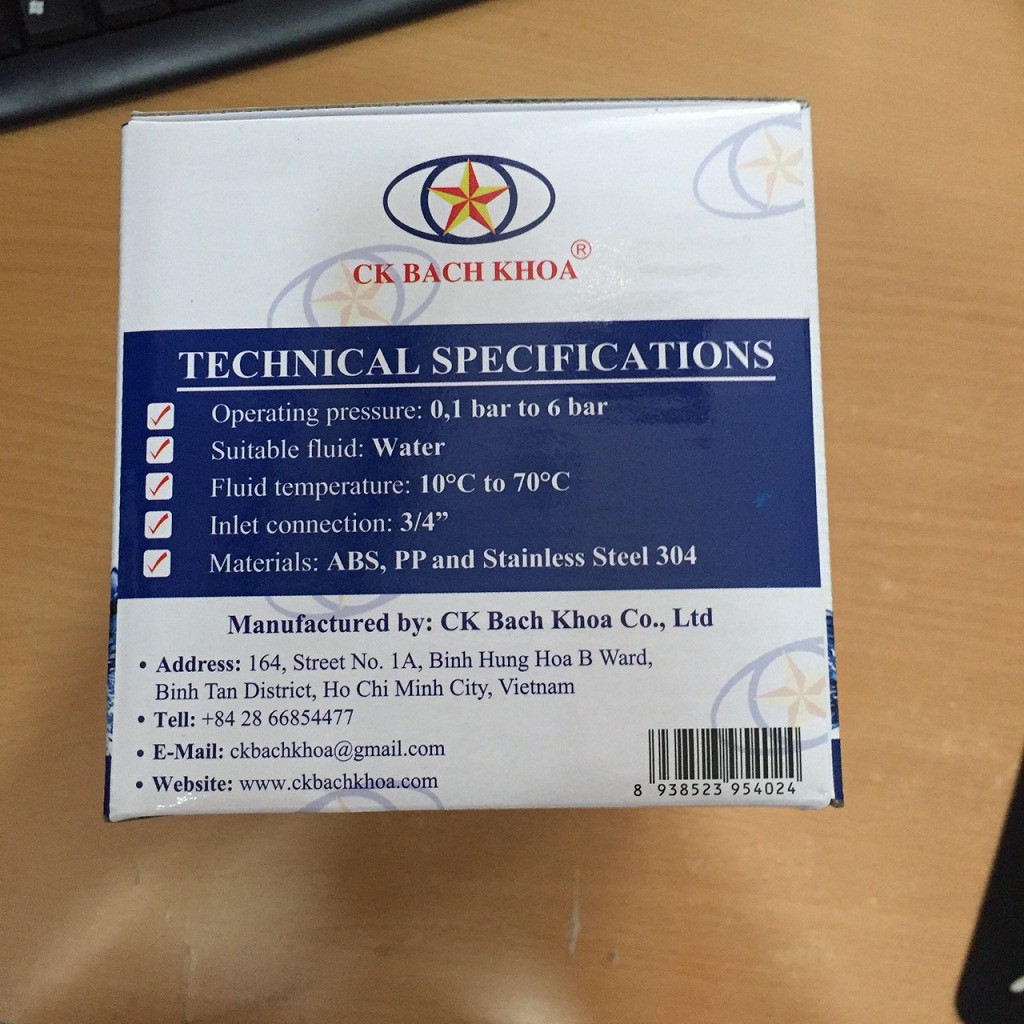 CK BACH KHOA®
TECHNICAL SPECIFICATIONS
Operating pressure: 0,1 bar to 6 bar
Suitable fluid: Water
Fluid temperature: 10°C to 70°C
Inlet connection: 3/4”
Materials: ABS, PP and Stainless Steel 304
Manufactured by: CK Bach Khoa Co., Ltd
• Address: 164, Street No. 1A, Binh Hung Hoa B Ward,
Binh Tan District, Ho Chi Minh City, Vietnam
• Tell: +84 28 66854477
• E-Mail: ckbachkhoa@gmail.com
• Website: www.ckbachkhoa.com
8 938523 954024